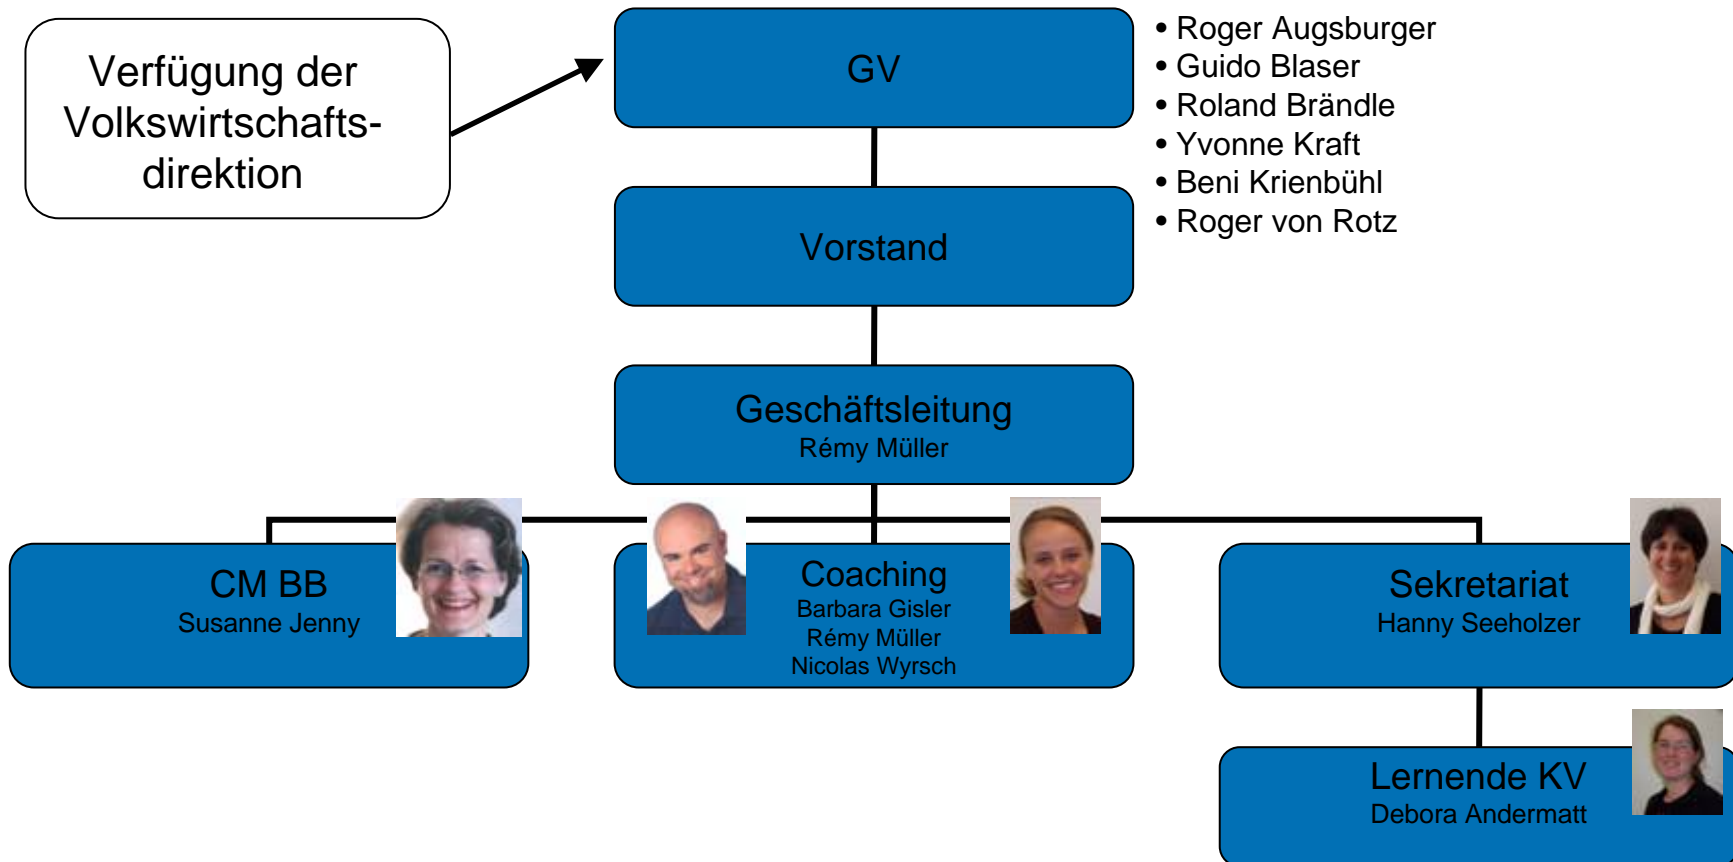 Verfügung der
Volkswirtschafts-
direktion
GV
• Roger Augsburger
• Guido Blaser
• Roland Brändle
• Yvonne Kraft
• Beni Krienbühl
• Roger von Rotz
Vorstand
Geschäftsleitung
Rémy Müller
CM BB
Susanne Jenny
Coaching
Barbara Gisler
Rémy Müller
Nicolas Wyrsch
Sekretariat
Hanny Seeholzer
Lernende KV
Debora Andermatt